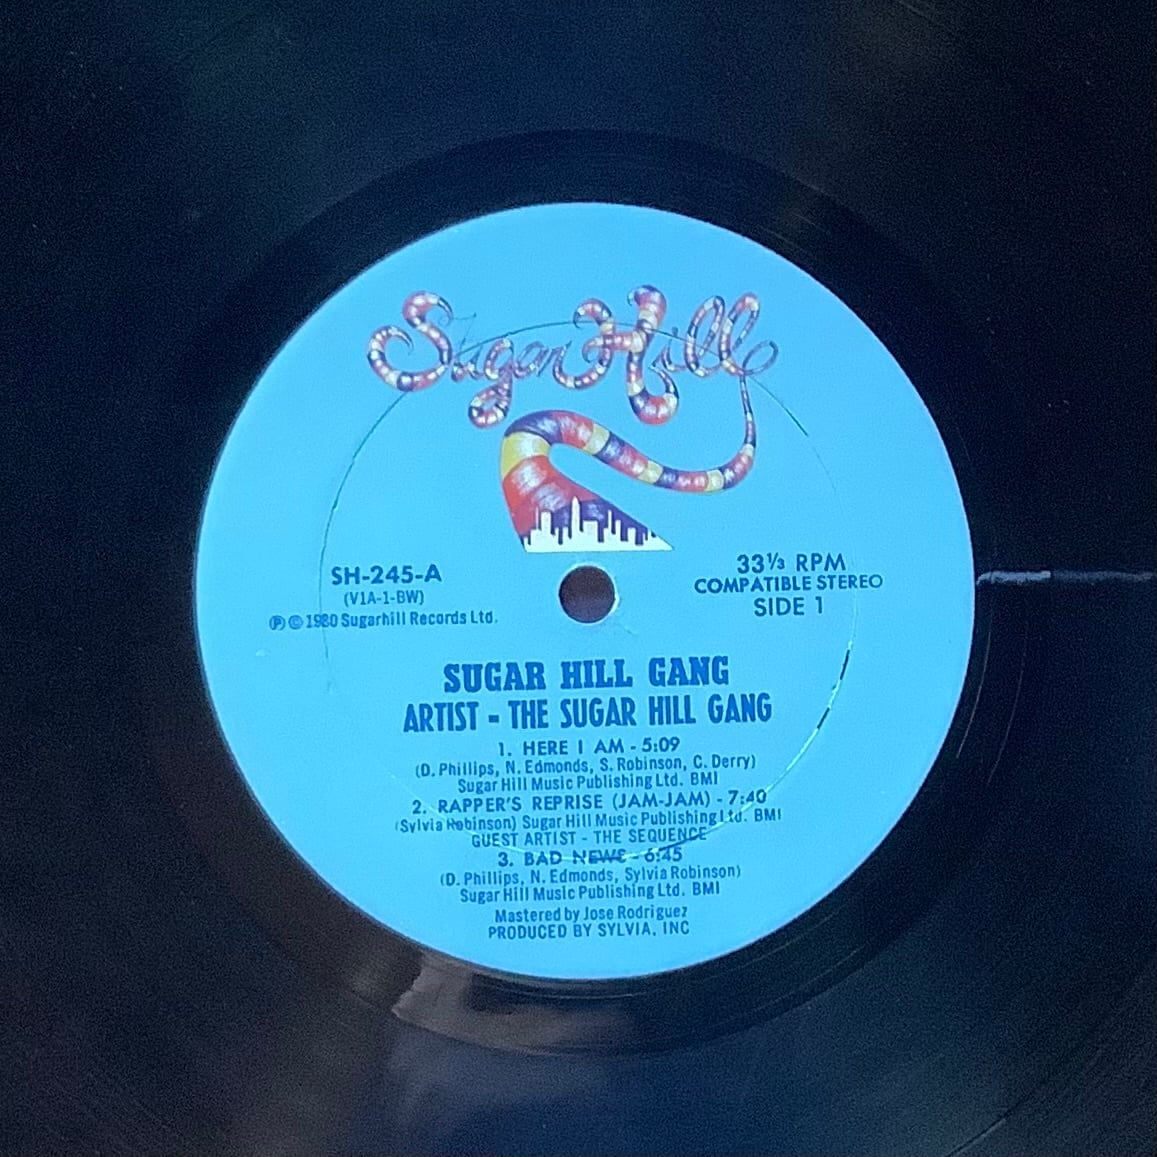 Sugar Hill
SH-245-A
(V1A-1-BW)
Ⓟ © 1980 Sugarhill Records Ltd.
33⅓ RPM
COMPATIBLE STEREO
SIDE 1
SUGAR HILL GANG
ARTIST - THE SUGAR HILL GANG
1. HERE I AM - 5:09
(D. Phillips, N. Edmonds, S. Robinson, C. Derry)
Sugar Hill Music Publishing Ltd. BMI
2. RAPPER'S REPRISE (JAM-JAM) - 7:40
(Sylvia Robinson) Sugar Hill Music Publishing Ltd. BMI
GUEST ARTIST - THE SEQUENCE
3. BAD NEWS - 6:45
(D. Phillips, N. Edmonds, Sylvia Robinson)
Sugar Hill Music Publishing Ltd. BMI
Mastered by Jose Rodriguez
PRODUCED BY SYLVIA, INC